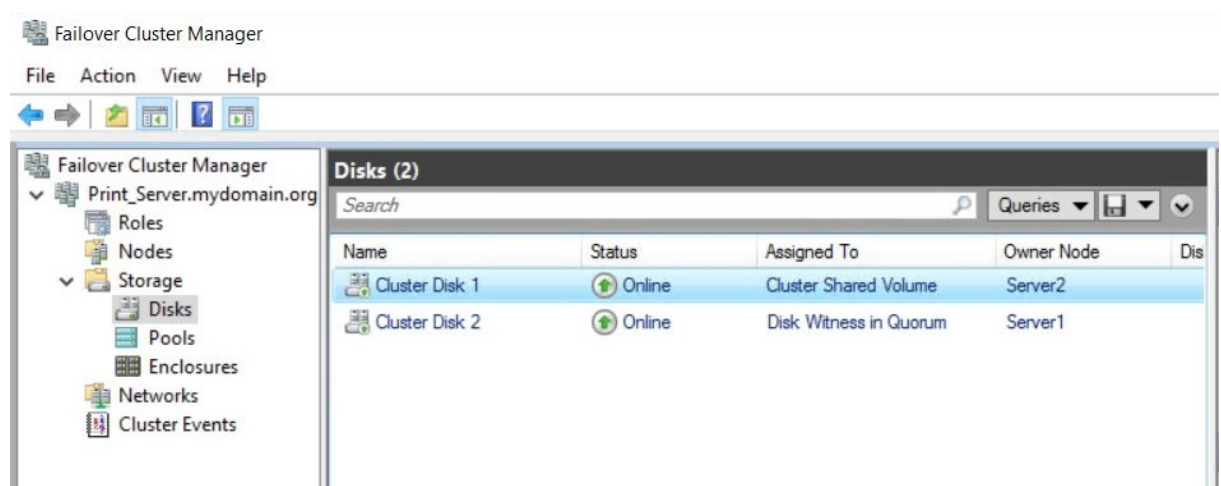 Failover Cluster Manager
File Action View Help
Failover Cluster Manager
Print_Server.mydomain.org
Roles
Nodes
Storage
Disks
Pools
Enclosures
Networks
Cluster Events
Disks (2)
Search
Queries
Name Status Assigned To Owner Node Dis
Cluster Disk 1 Online Cluster Shared Volume Server2
Cluster Disk 2 Online Disk Witness in Quorum Server1